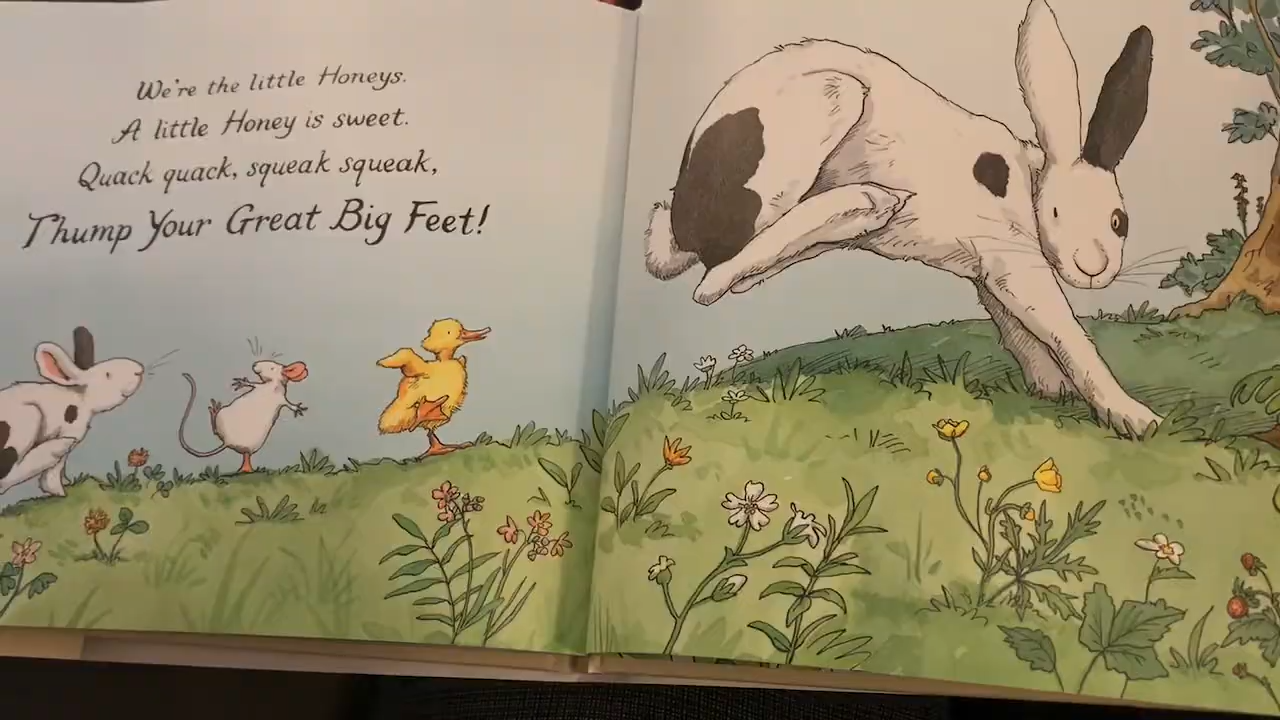 We're the little Honeys.
A little Honey is sweet.
Quack quack, squeak squeak,
Thump Your Great Big Feet!